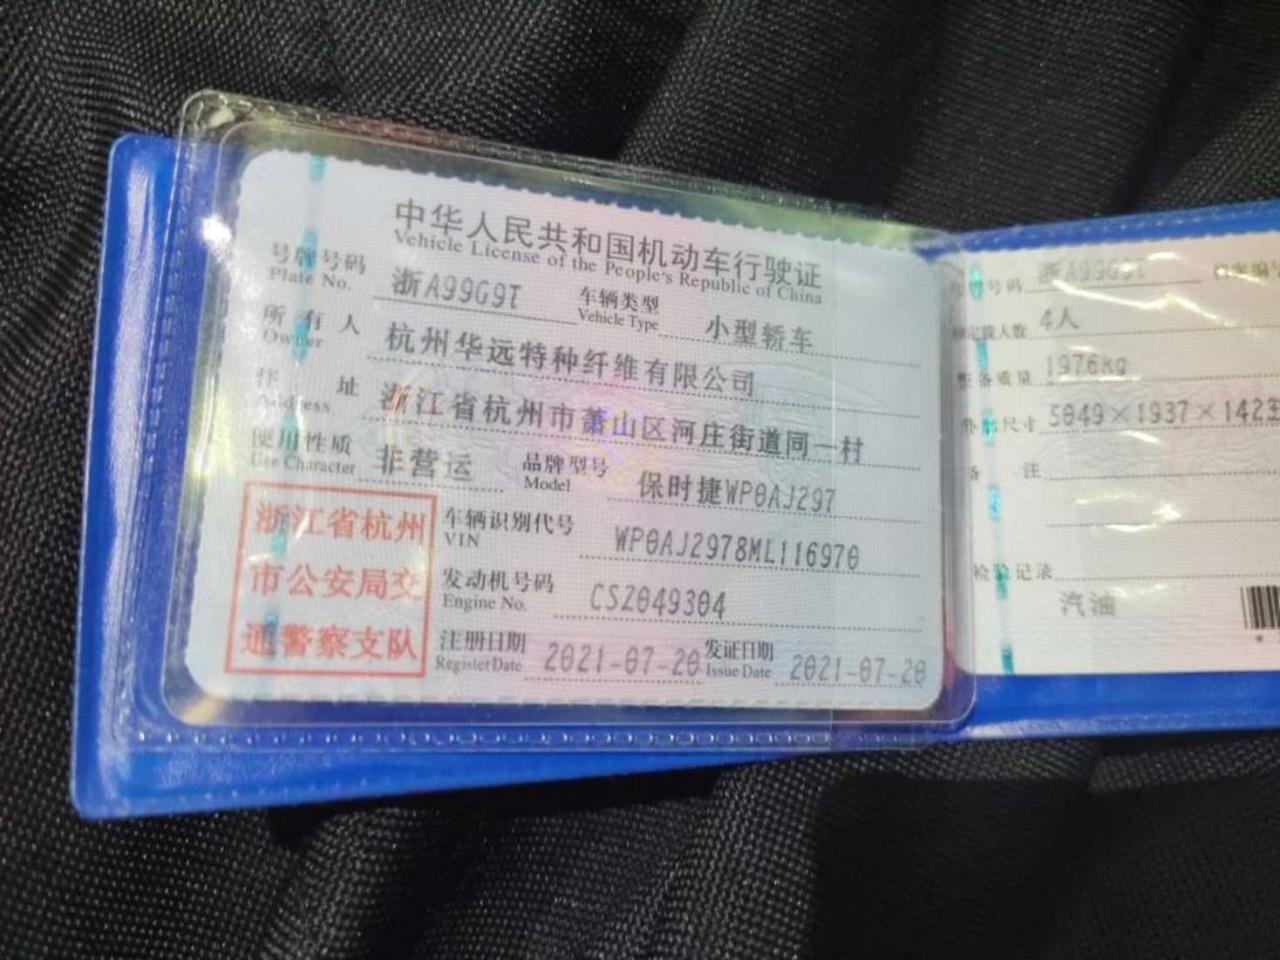 中华人民共和国机动车行驶证
Vehicle License of the People's Republic of China
号牌号码 浙A99G9T 车辆类型 小型轿车
Plate No. Vehicle Type
所有人 杭州华远特种纤维有限公司
Owner
住址 浙江省杭州市萧山区河庄街道同一村
Address
使用性质 非营运 品牌型号 保时捷WP0AJ297
Use Character Model
浙江省杭州
市公安局交
通警察支队
车辆识别代号 WP0AJ2978ML116970
VIN
发动机号码 CSZ049304
Engine No.
注册日期 2021-07-20 发证日期 2021-07-20
Register Date Issue Date
号牌号码 浙A99G9T 档案编号
核定载人数 4人
整备质量 1976kg
外廓尺寸 5049×1937×1423
备注
检验记录
汽油